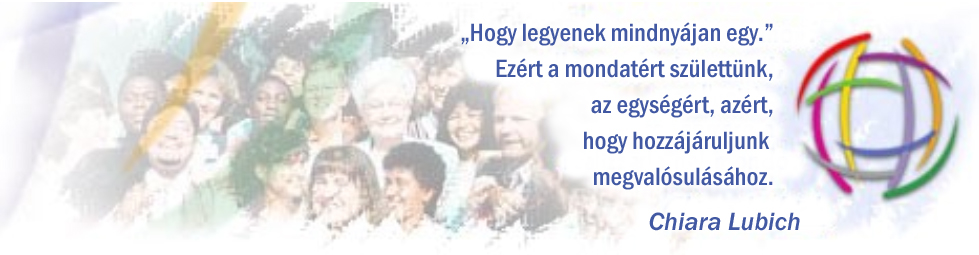 „Hogy legyenek mindnyájan egy.”
Ezért a mondatért születtünk,
az egységért, azért,
hogy hozzájáruljunk
megvalósulásához.
Chiara Lubich